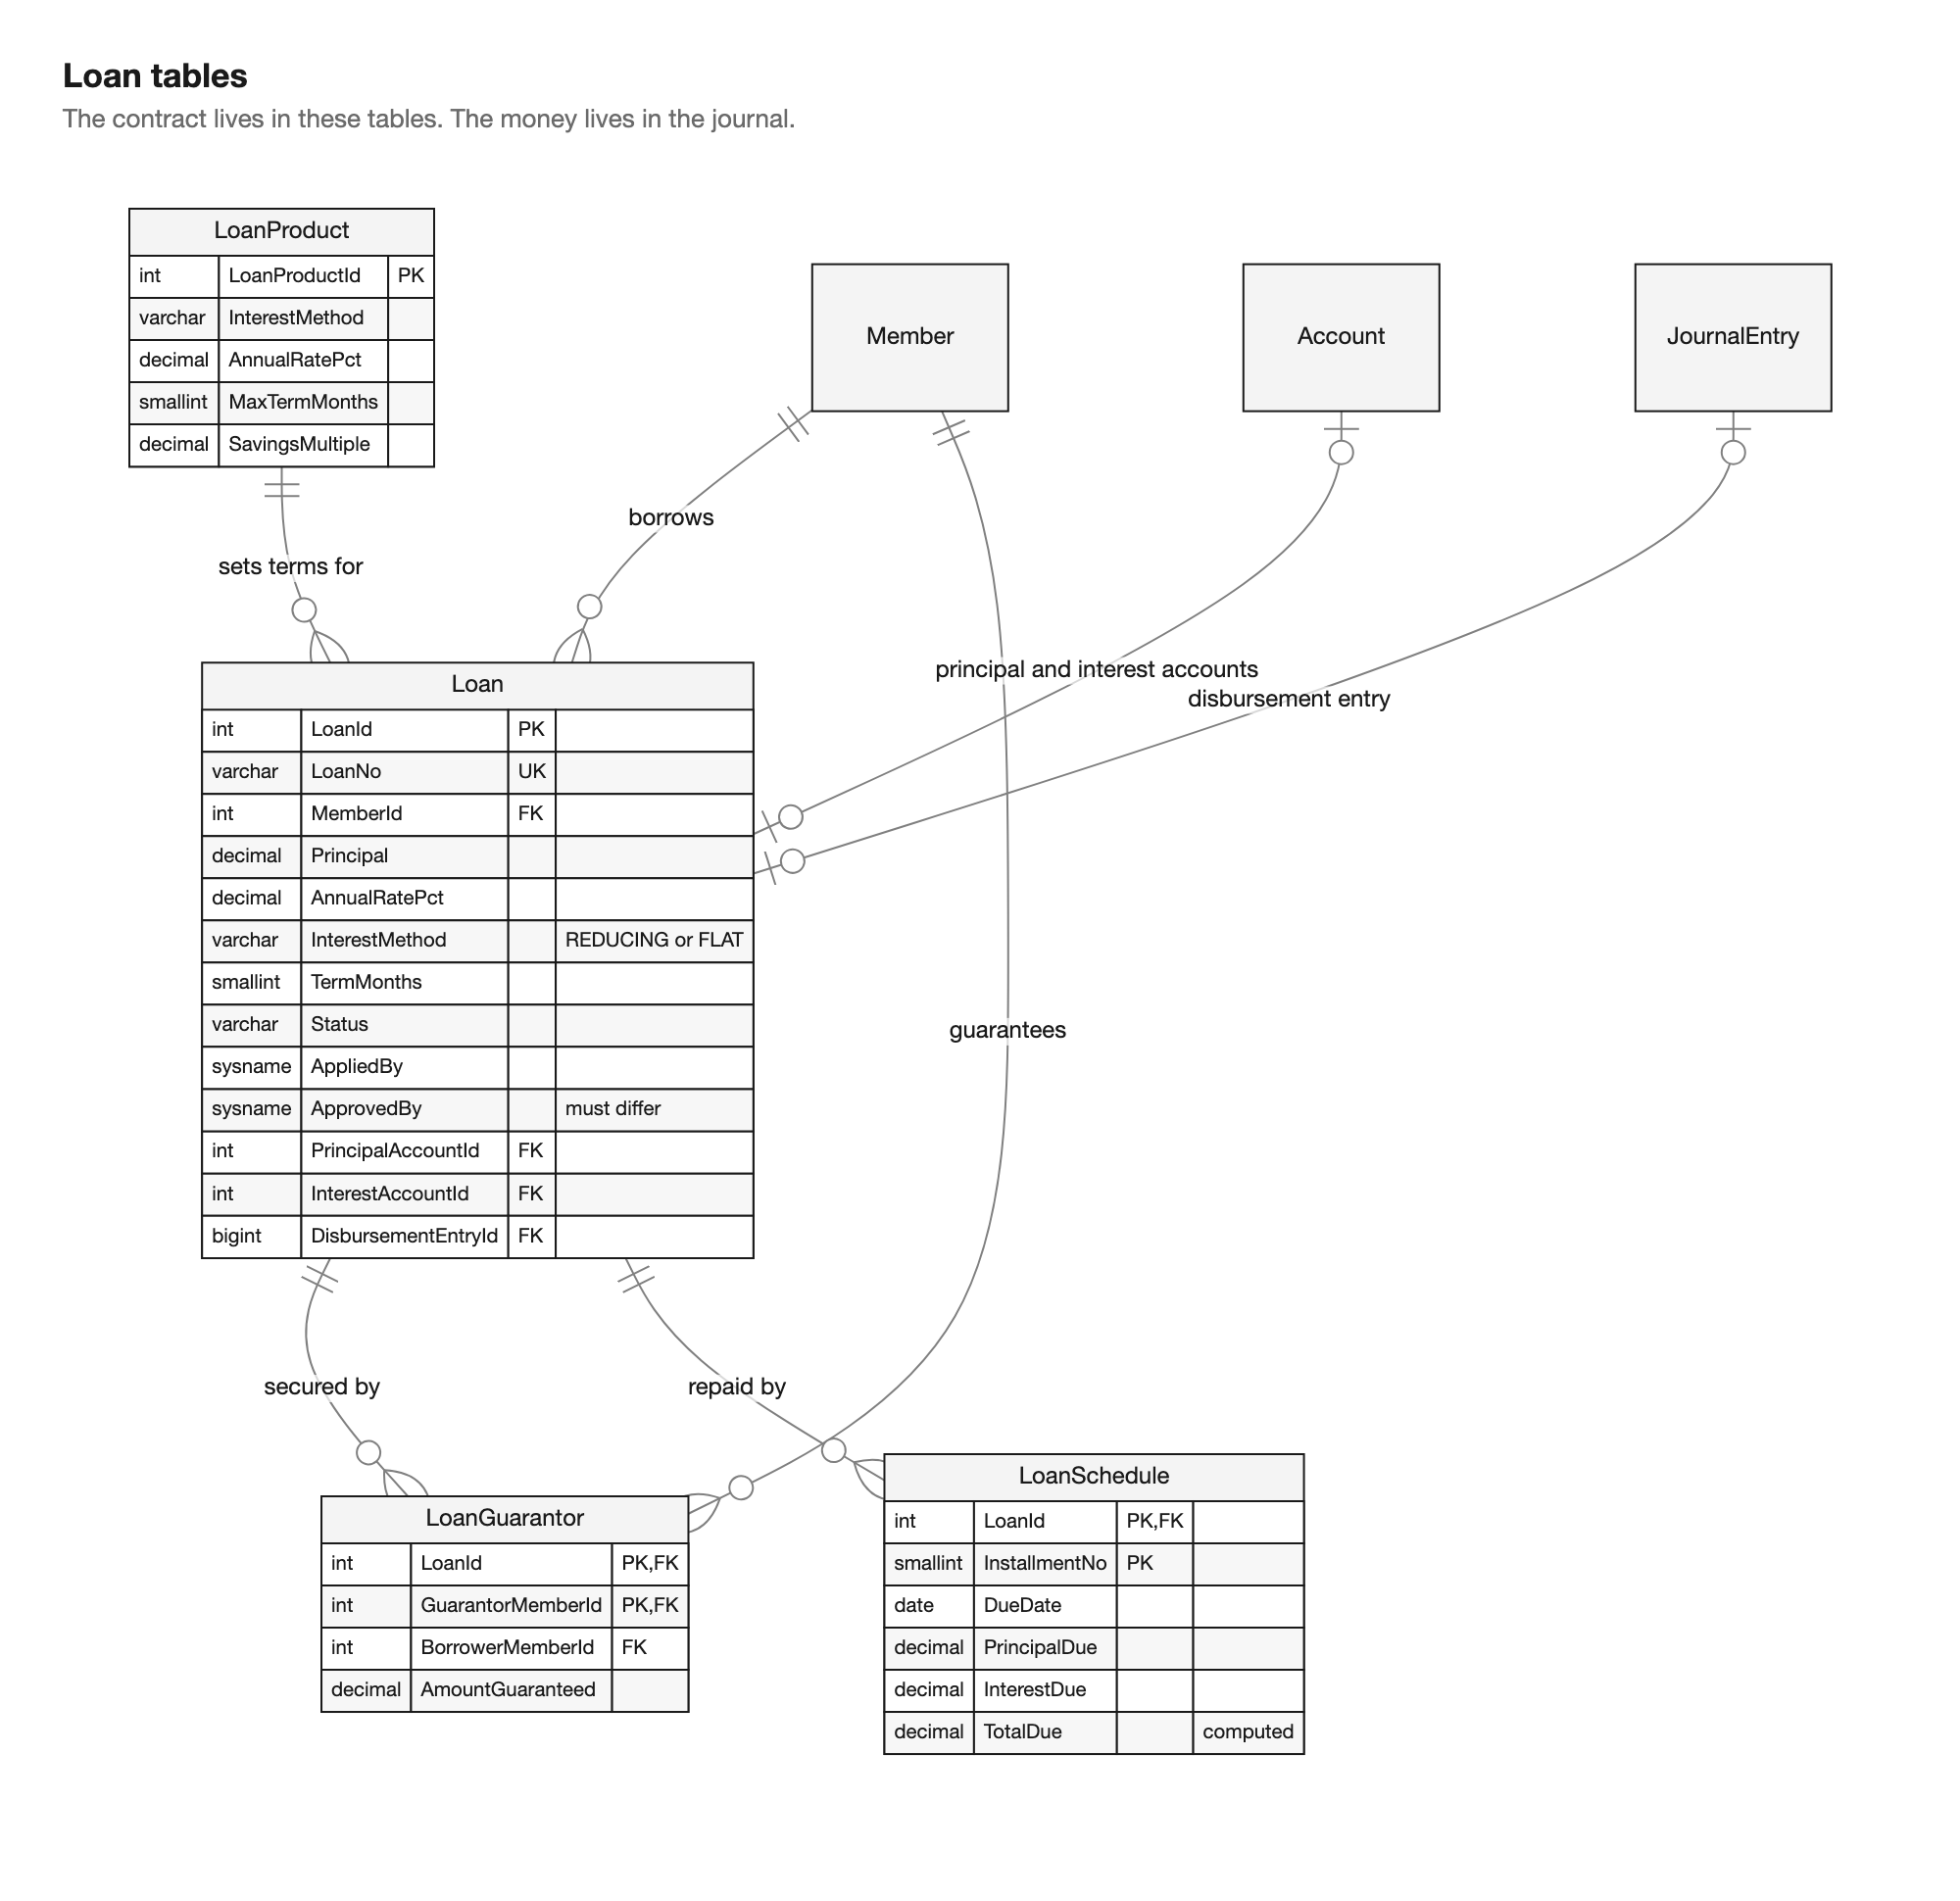 Loan tables
The contract lives in these tables. The money lives in the journal.
LoanProduct
int LoanProductId PK
varchar InterestMethod
decimal AnnualRatePct
smallint MaxTermMonths
decimal SavingsMultiple
Member
Account
JournalEntry
borrows
sets terms for
principal and interest accounts
disbursement entry
Loan
int LoanId PK
varchar LoanNo UK
int MemberId FK
decimal Principal
decimal AnnualRatePct
varchar InterestMethod REDUCING or FLAT
smallint TermMonths
varchar Status
sysname AppliedBy
sysname ApprovedBy must differ
int PrincipalAccountId FK
int InterestAccountId FK
bigint DisbursementEntryId FK
guarantees
secured by
repaid by
LoanGuarantor
int LoanId PK,FK
int GuarantorMemberId PK,FK
int BorrowerMemberId FK
decimal AmountGuaranteed
LoanSchedule
int LoanId PK,FK
smallint InstallmentNo PK
date DueDate
decimal PrincipalDue
decimal InterestDue
decimal TotalDue computed